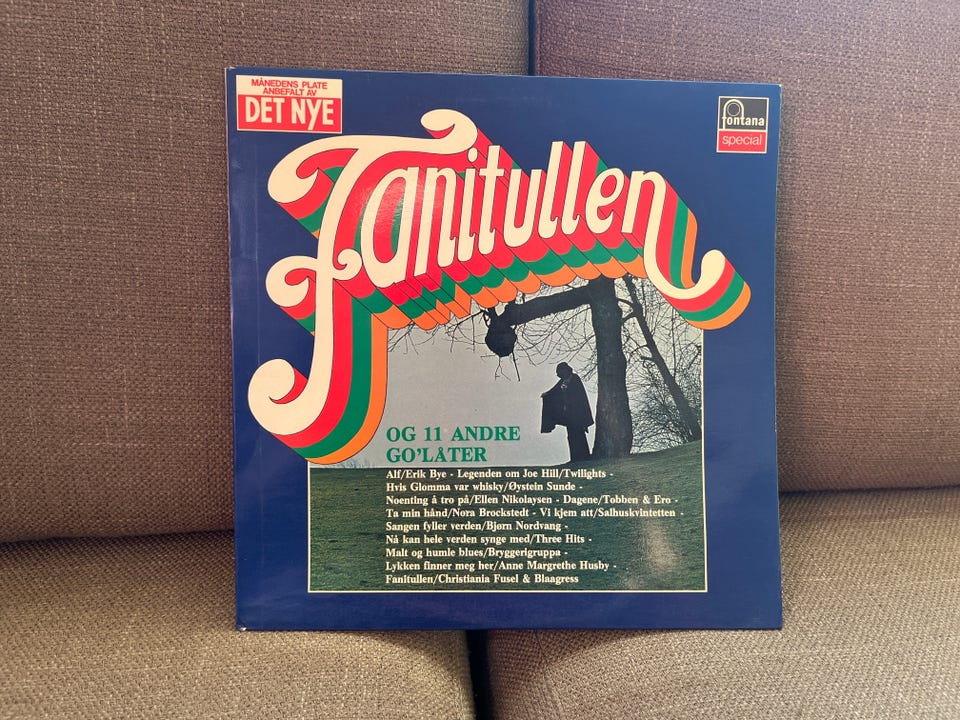 MÅNEDENS PLATE
ANBEFALT AV
DET NYE
fontana
special
Fanitullen
OG 11 ANDRE
GO'LÅTER
Alf/Erik Bye - Legenden om Joe Hill/Twilights -
Hvis Glomma var whisky/Øystein Sunde -
Noenting å tro på/Ellen Nikolaysen - Dagene/Tobben & Ero -
Ta min hånd/Nora Brockstedt - Vi kjem att/Salhuskvintetten -
Sangen fyller verden/Bjørn Nordvang -
Nå kan hele verden synge med/Three Hits -
Malt og humle blues/Bryggerigruppa -
Lykken finner meg her/Anne Margrethe Husby -
Fanitullen/Christiania Fusel & Blaagress